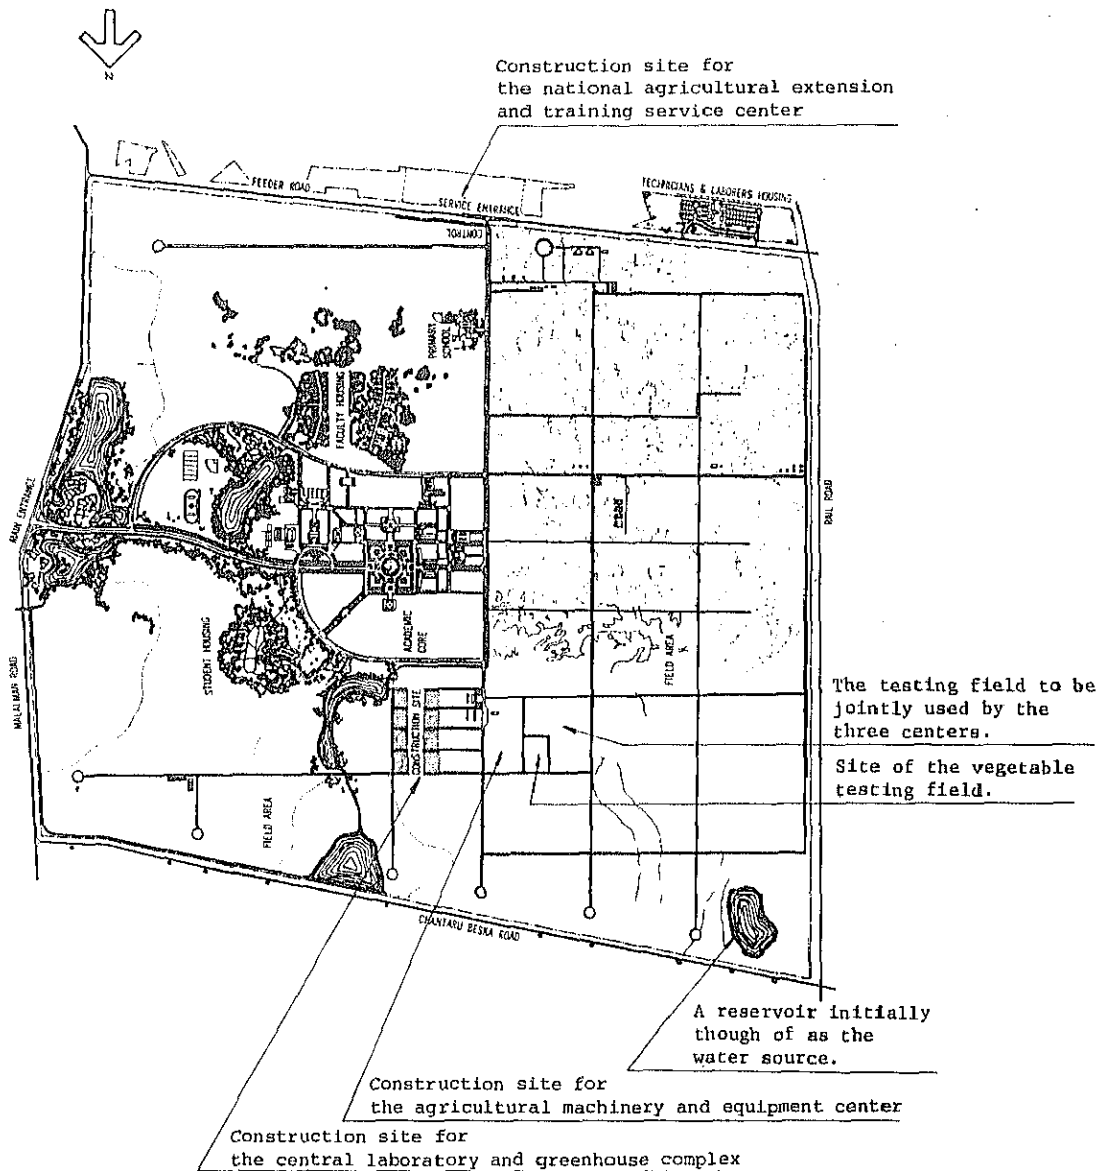 N
Construction site for
the national agricultural extension
and training service center
FEEDER ROAD
SERVICE ENTRANCE
TECHNICIANS & LABORERS HOUSING
CONTROL
PRIMARY
SCHOOL
FACULTY HOUSING
MAIN ENTRANCE
RAIL ROAD
STUDENT HOUSING
ACADEMIC
CORE
FIELD AREA
MALALMAR ROAD
CONSTRUCTION SITE
The testing field to be
jointly used by the
three centers.
Site of the vegetable
testing field.
FIELD AREA
CHANTARU BESKA ROAD
A reservoir initially
though of as the
water source.
Construction site for
the agricultural machinery and equipment center
Construction site for
the central laboratory and greenhouse complex